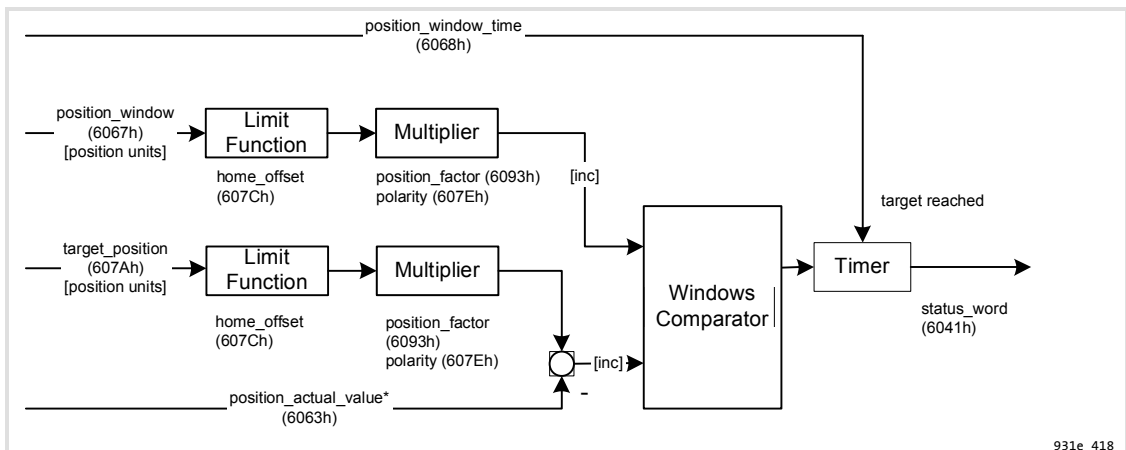 position_window_time
(6068h)
position_window
(6067h)
[position units]
Limit
Function
Multiplier
home_offset
(607Ch)
position_factor (6093h)
polarity (607Eh)
[inc]
target reached
target_position
(607Ah)
[position units]
Limit
Function
Multiplier
Windows
Comparator
Timer
home_offset
(607Ch)
position_factor
(6093h)
polarity (607Eh)
[inc]
status_word
(6041h)
-
position_actual_value*
(6063h)
931e_418